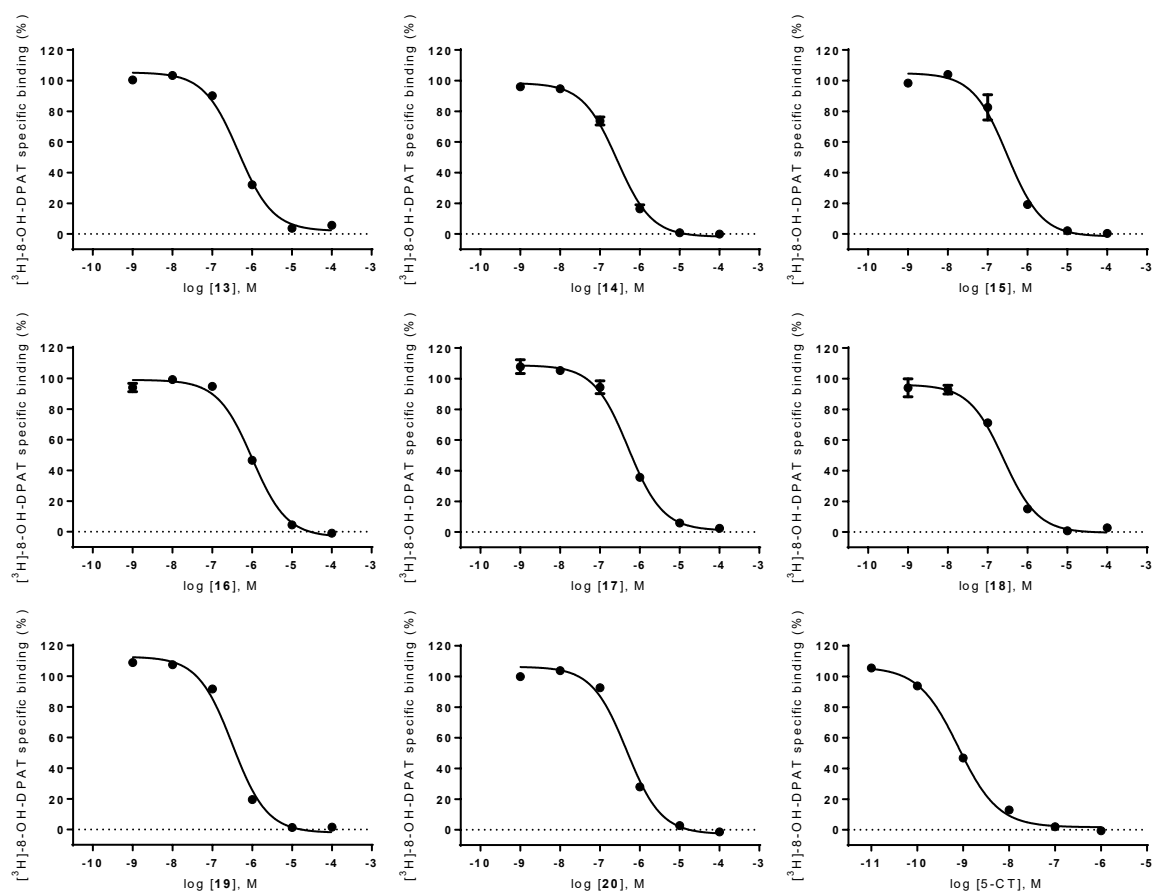 [³H]-8-OH-DPAT specific binding (%)
120
100
80
60
40
20
0
-10 -9 -8 -7 -6 -5 -4 -3
log [13], M
[³H]-8-OH-DPAT specific binding (%)
120
100
80
60
40
20
0
-10 -9 -8 -7 -6 -5 -4 -3
log [14], M
[³H]-8-OH-DPAT specific binding (%)
120
100
80
60
40
20
0
-10 -9 -8 -7 -6 -5 -4 -3
log [15], M
[³H]-8-OH-DPAT specific binding (%)
120
100
80
60
40
20
0
-10 -9 -8 -7 -6 -5 -4 -3
log [16], M
[³H]-8-OH-DPAT specific binding (%)
120
100
80
60
40
20
0
-10 -9 -8 -7 -6 -5 -4 -3
log [17], M
[³H]-8-OH-DPAT specific binding (%)
120
100
80
60
40
20
0
-10 -9 -8 -7 -6 -5 -4 -3
log [18], M
[³H]-8-OH-DPAT specific binding (%)
120
100
80
60
40
20
0
-10 -9 -8 -7 -6 -5 -4 -3
log [19], M
[³H]-8-OH-DPAT specific binding (%)
120
100
80
60
40
20
0
-10 -9 -8 -7 -6 -5 -4 -3
log [20], M
[³H]-8-OH-DPAT specific binding (%)
120
100
80
60
40
20
0
-11 -10 -9 -8 -7 -6 -5
log [5-CT], M